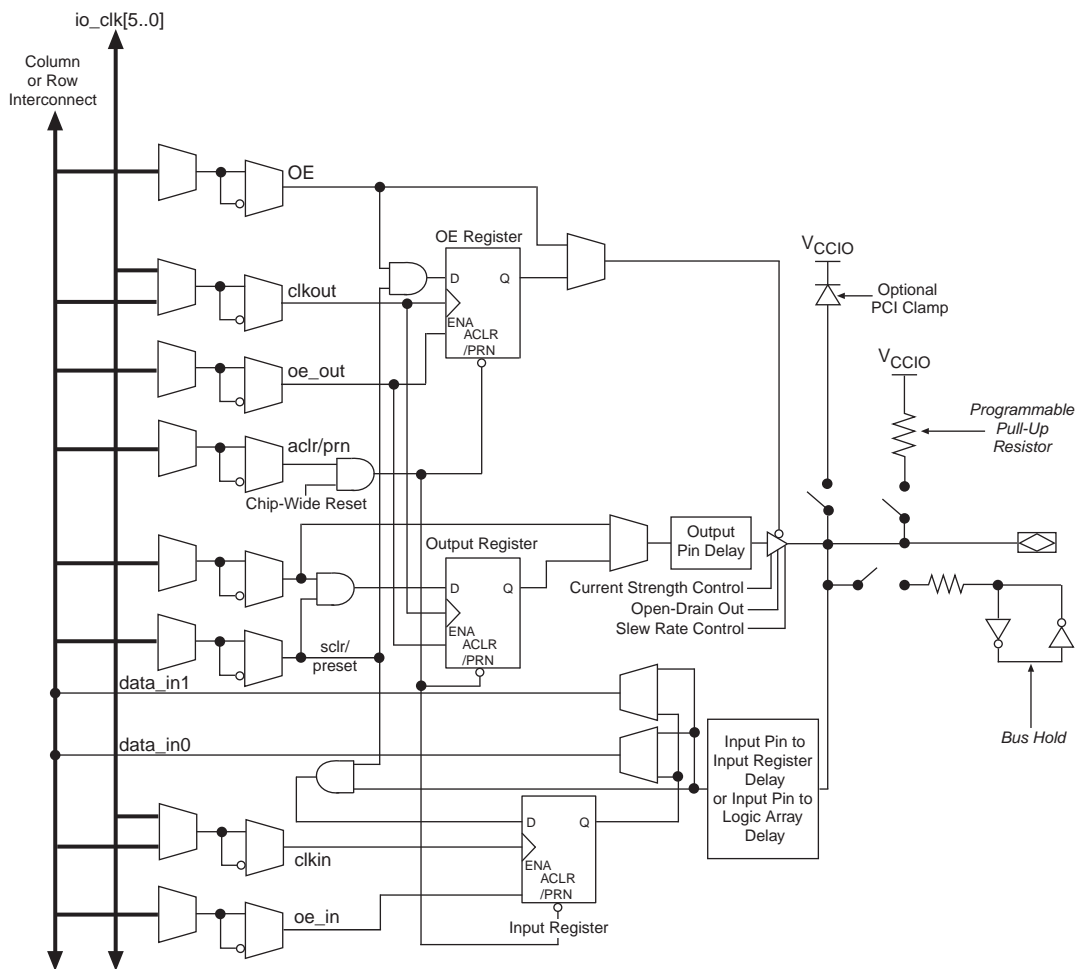 io_clk[5..0]
Column
or Row
Interconnect
OE
OE Register
VCCIO
D Q
clkout
Optional
PCI Clamp
ENA
ACLR
/PRN
VCCIO
oe_out
Programmable
Pull-Up
Resistor
aclr/prn
Chip-Wide Reset
Output Register
Output
Pin Delay
D Q
Current Strength Control
Open-Drain Out
Slew Rate Control
ENA
ACLR
/PRN
sclr/
preset
data_in1
Bus Hold
data_in0
Input Pin to
Input Register
Delay
or Input Pin to
Logic Array
Delay
D Q
clkin
ENA
ACLR
/PRN
oe_in
Input Register